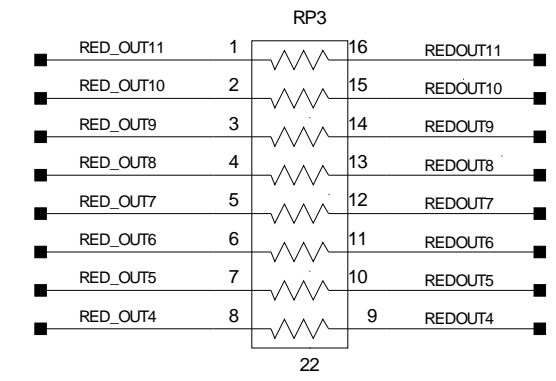 RP3
RED_OUT11 1 16 REDOUT11
RED_OUT10 2 15 REDOUT10
RED_OUT9 3 14 REDOUT9
RED_OUT8 4 13 REDOUT8
RED_OUT7 5 12 REDOUT7
RED_OUT6 6 11 REDOUT6
RED_OUT5 7 10 REDOUT5
RED_OUT4 8 9 REDOUT4
22